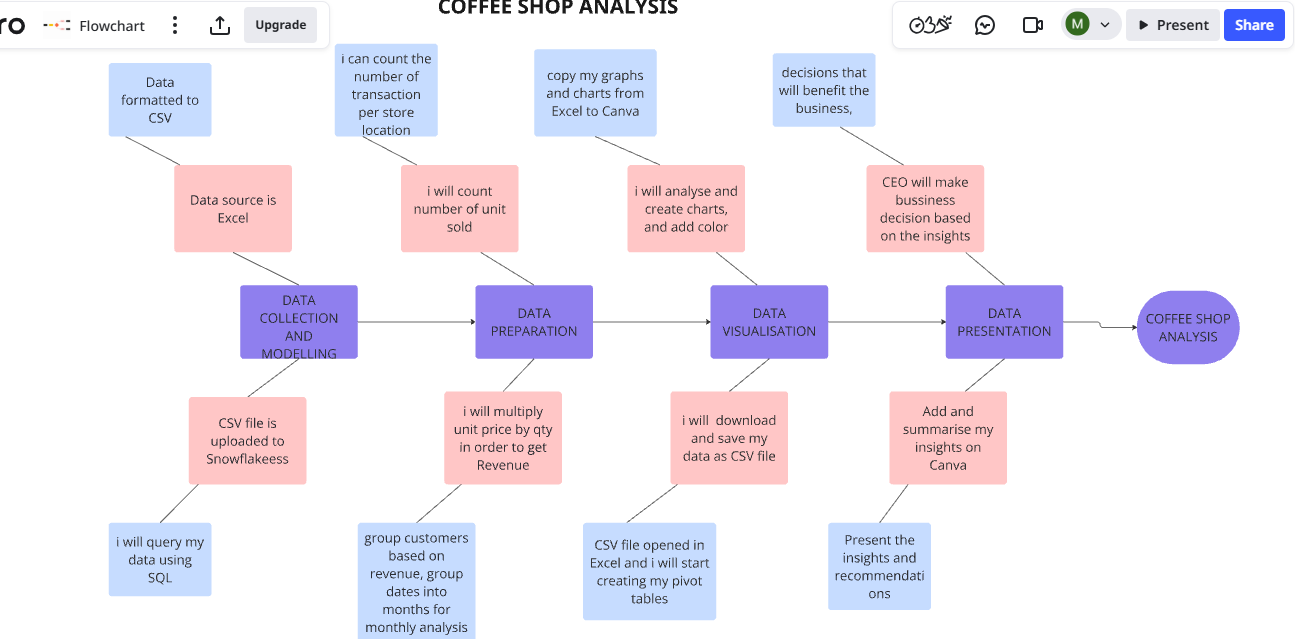 COFFEE SHOP ANALYSIS
ro
Flowchart
Upgrade
M
Present
Share
Data
formatted to
CSV
i can count the
number of
transaction
per store
location
copy my graphs
and charts from
Excel to Canva
decisions that
will benefit the
business,
Data source is
Excel
i will count
number of unit
sold
i will analyse and
create charts,
and add color
CEO will make
bussiness
decision based
on the insights
DATA
COLLECTION
AND
MODELLING
DATA
PREPARATION
DATA
VISUALISATION
DATA
PRESENTATION
COFFEE SHOP
ANALYSIS
CSV file is
uploaded to
Snowflakeess
i will multiply
unit price by qty
in order to get
Revenue
i will  download
and save my
data as CSV file
Add and
summarise my
insights on
Canva
i will query my
data using
SQL
group customers
based on
revenue, group
dates into
months for
monthly analysis
CSV file opened in
Excel and i will start
creating my pivot
tables
Present the
insights and
recommendati
ons